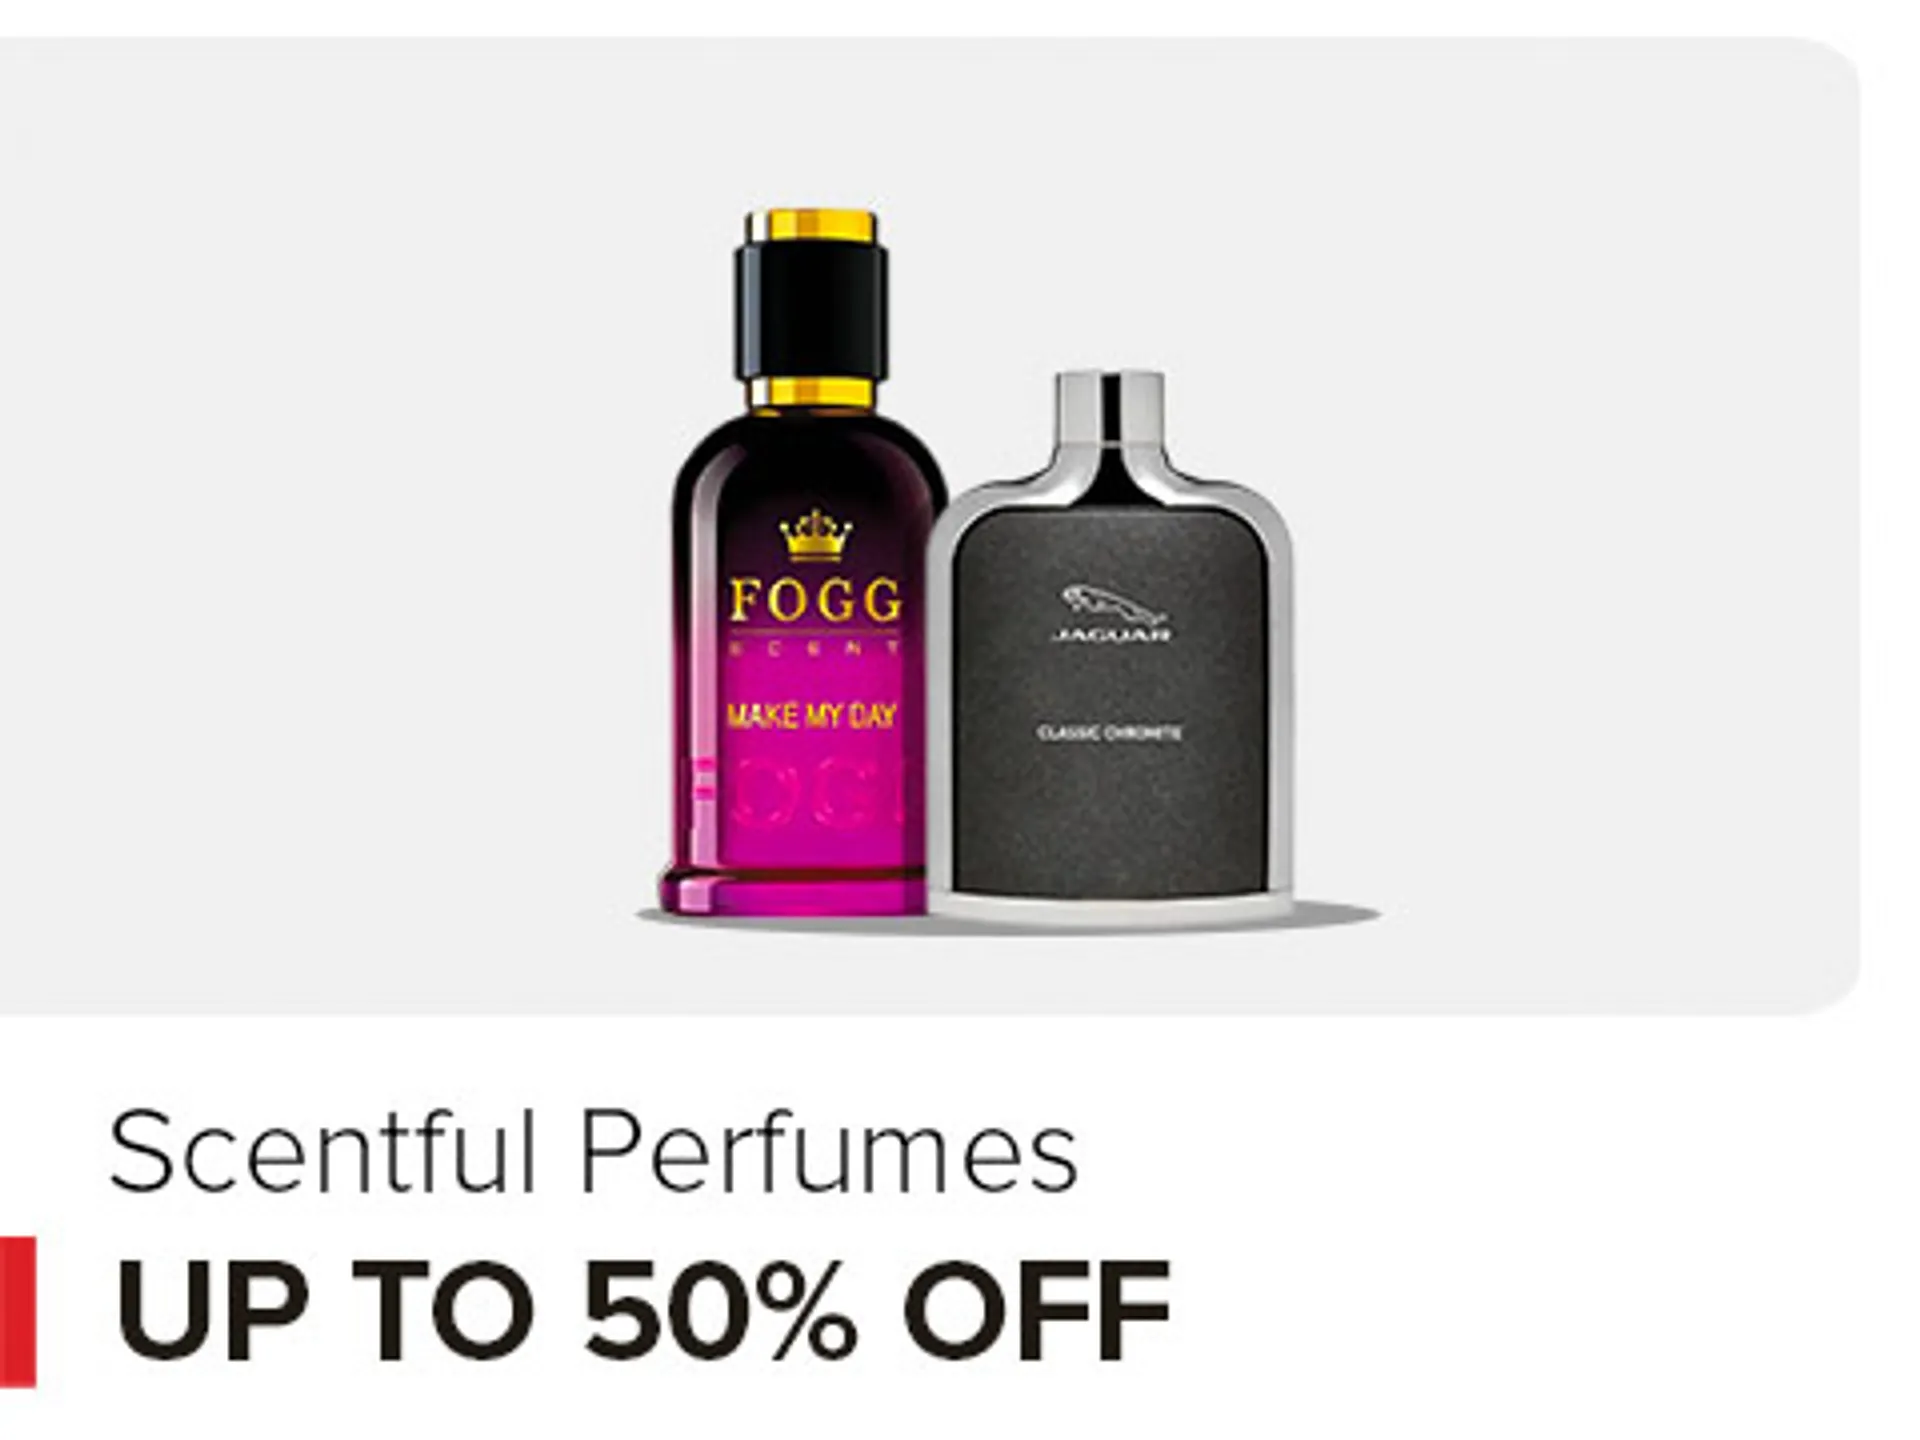 FOGG
SCENT
MAKE MY DAY
JAGUAR
CLASSIC CHROMITE
Scentful Perfumes
UP TO 50% OFF